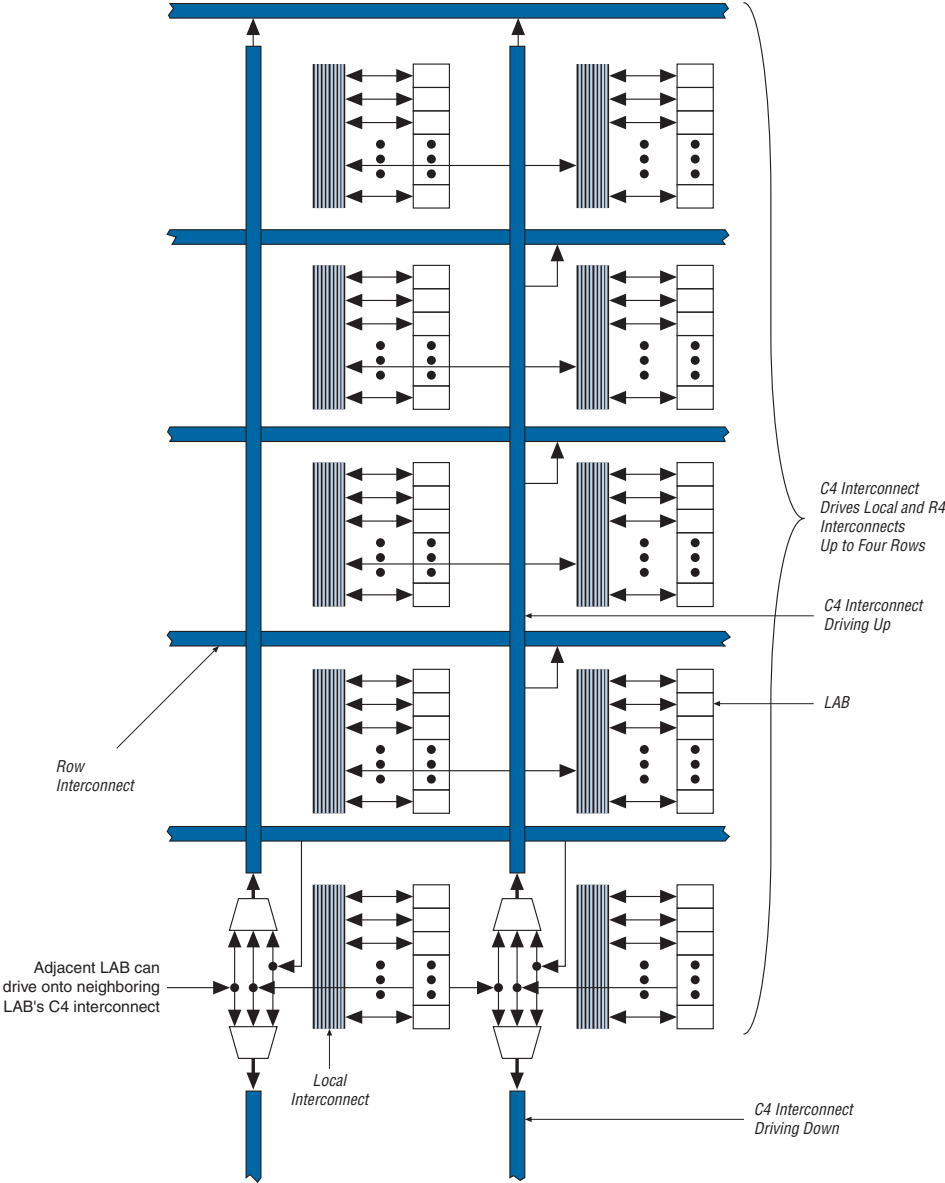 C4 Interconnect
Drives Local and R4
Interconnects
Up to Four Rows
C4 Interconnect
Driving Up
LAB
Row
Interconnect
Adjacent LAB can
drive onto neighboring
LAB's C4 interconnect
Local
Interconnect
C4 Interconnect
Driving Down